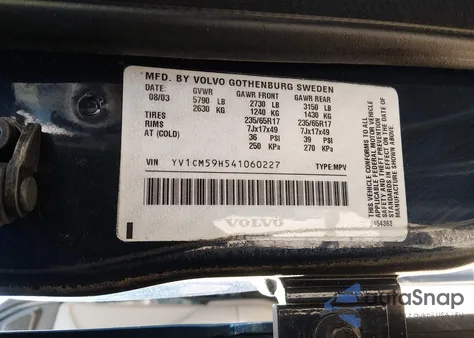 MFD. BY VOLVO GOTHENBURG SWEDEN
DATE: GVWR GAWR FRONT GAWR REAR
08/03 5790 LB 2730 LB 3150 LB
2630 KG 1240 KG 1430 KG
TIRES 235/65R17 235/65R17
RIMS 7Jx17x49 7Jx17x49
AT (COLD) 36 PSI 39 PSI
250 KPA 270 KPA
VIN YV1CM59H541060227 TYPE: MPV
VOLVO
THIS VEHICLE CONFORMS TO ALL
APPLICABLE FEDERAL MOTOR VEHICLE
SAFETY AND THEFT PREVENTION
STANDARDS IN EFFECT ON THE DATE
OF MANUFACTURE SHOWN ABOVE
autoSnap